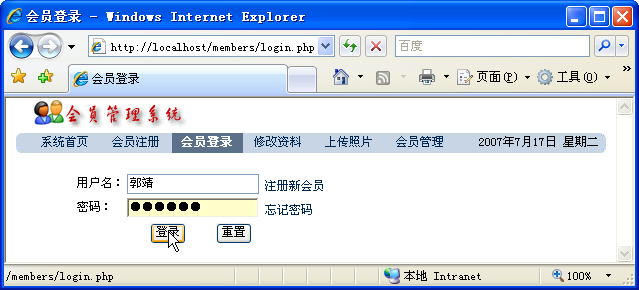 会员登录 - Windows Internet Explorer
http://localhost/members/login.php
百度
会员登录
页面(P)
工具(O)
会员管理系统
系统首页 会员注册 会员登录 修改资料 上传照片 会员管理 2007年7月17日 星期二
用户名： 郭靖 注册新会员
密码： ●●●●●● 忘记密码
登录 重置
/members/login.php 本地 Intranet 100%